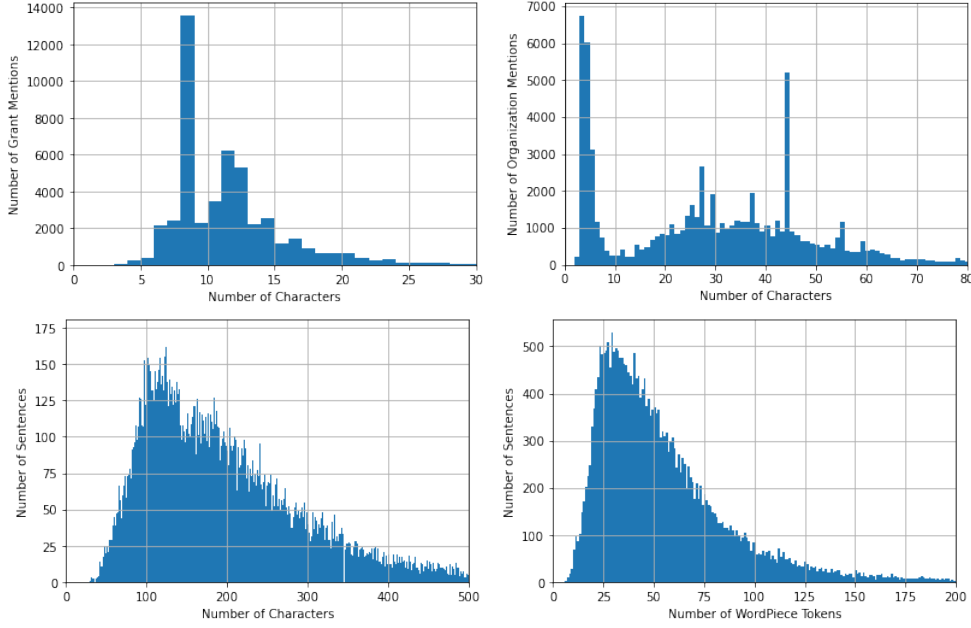 14000
12000
10000
8000
6000
4000
2000
0
Number of Grant Mentions
0 5 10 15 20 25 30
Number of Characters
7000
6000
5000
4000
3000
2000
1000
0
Number of Organization Mentions
0 10 20 30 40 50 60 70 80
Number of Characters
175
150
125
100
75
50
25
0
Number of Sentences
0 100 200 300 400 500
Number of Characters
500
400
300
200
100
0
Number of Sentences
0 25 50 75 100 125 150 175 200
Number of WordPiece Tokens